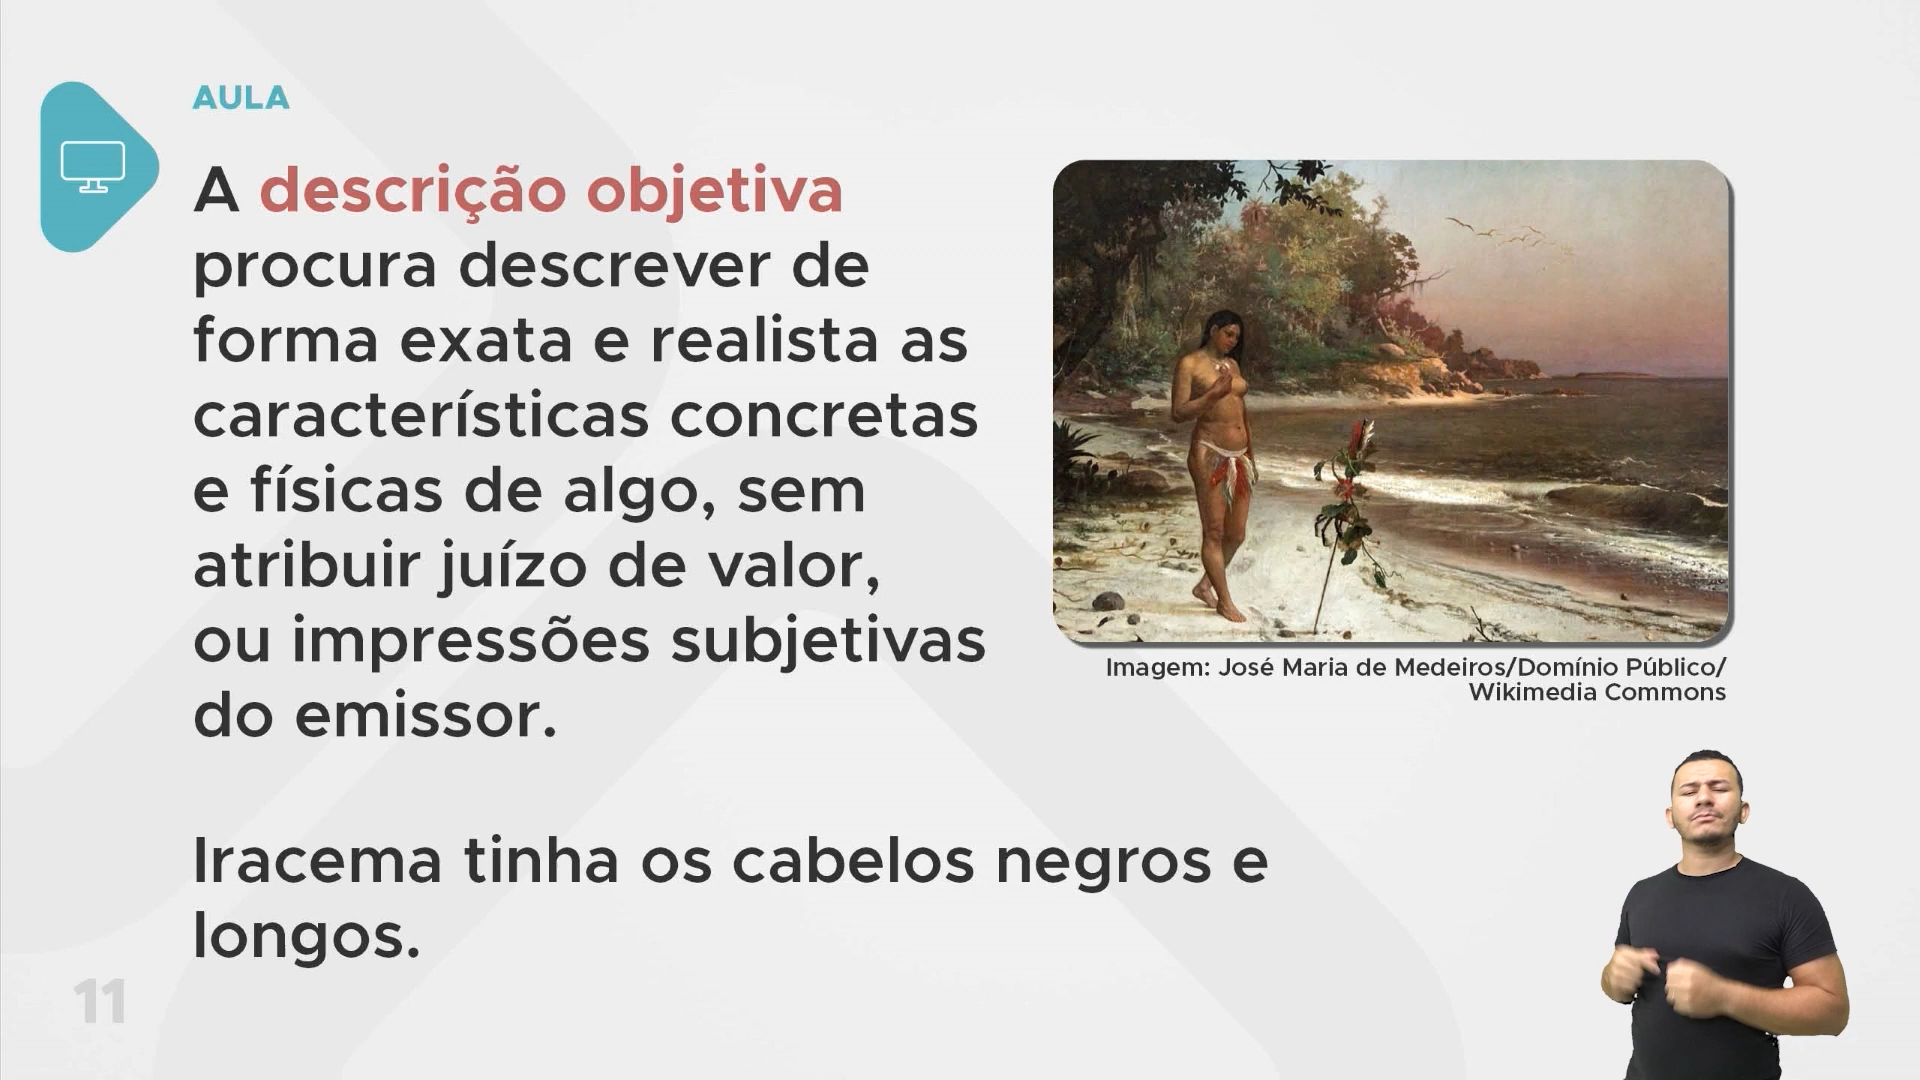 AULA
A descrição objetiva
procura descrever de
forma exata e realista as
características concretas
e físicas de algo, sem
atribuir juízo de valor,
ou impressões subjetivas
do emissor.
Imagem: José Maria de Medeiros/Domínio Público/
Wikimedia Commons
Iracema tinha os cabelos negros e
longos.
11